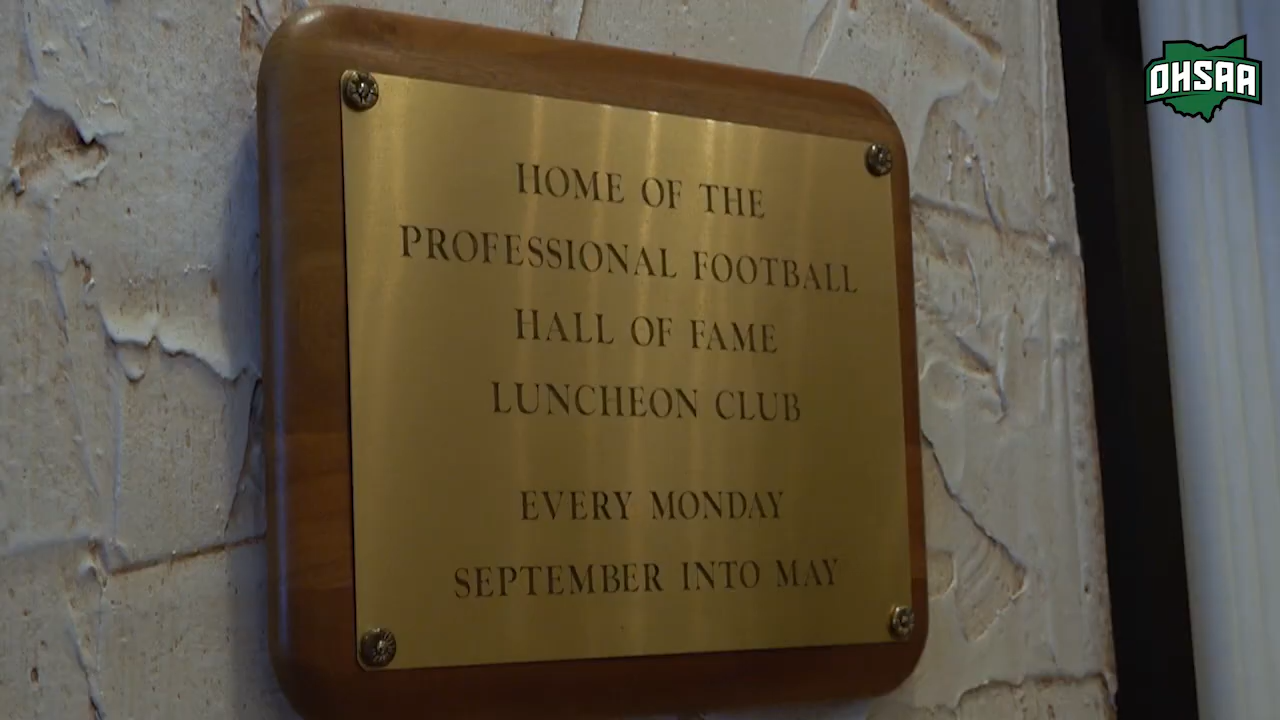 OHSAA
HOME OF THE
PROFESSIONAL FOOTBALL
HALL OF FAME
LUNCHEON CLUB
EVERY MONDAY
SEPTEMBER INTO MAY